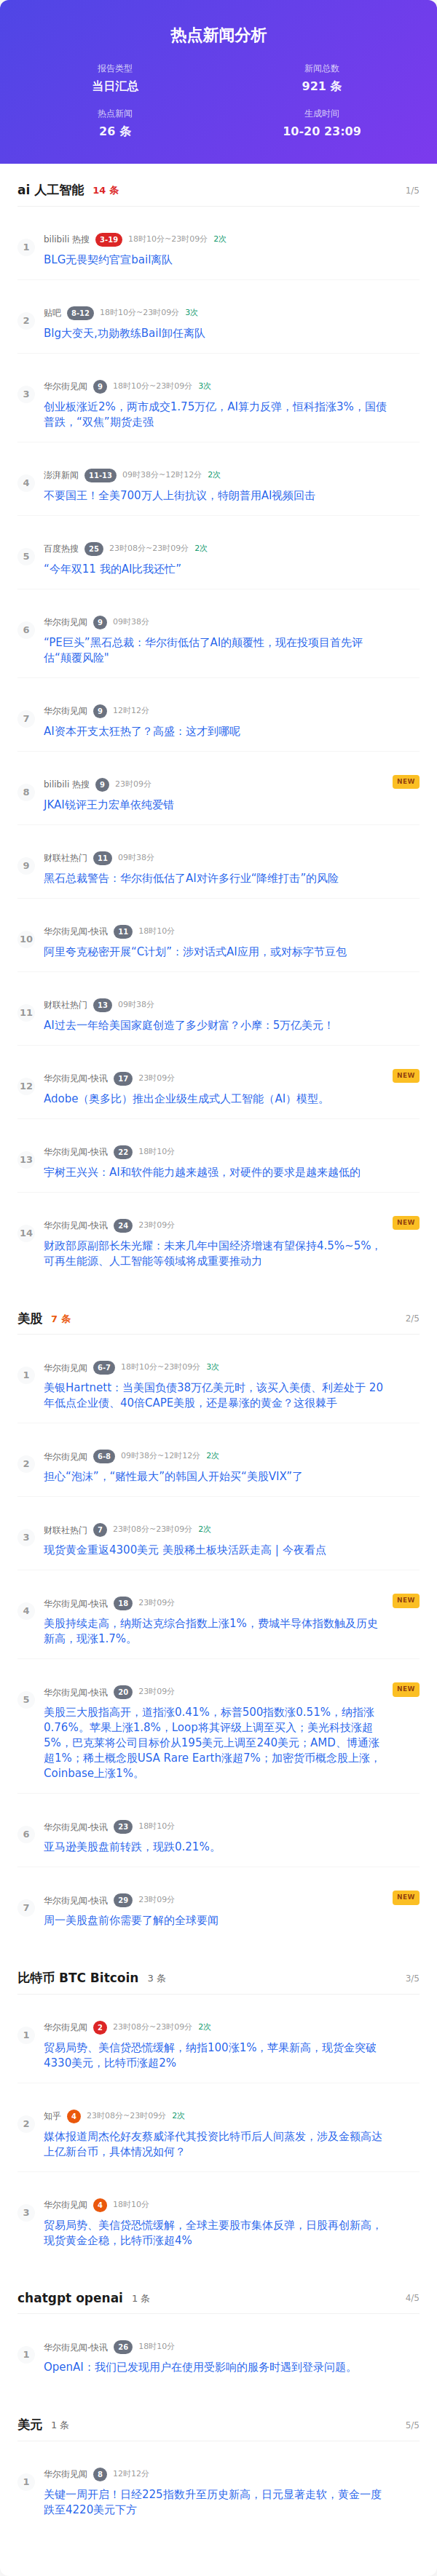 热点新闻分析
报告类型
当日汇总
新闻总数
921 条
热点新闻
26 条
生成时间
10-20 23:09
ai 人工智能 14 条 1/5
1 bilibili 热搜 3-19 18时10分~23时09分 2次
BLG无畏契约官宣bail离队
2 贴吧 8-12 18时10分~23时09分 3次
Blg大变天,功勋教练Bail卸任离队
3 华尔街见闻 9 18时10分~23时09分 3次
创业板涨近2%，两市成交1.75万亿，AI算力反弹，恒科指涨3%，国债
普跌，“双焦”期货走强
4 澎湃新闻 11-13 09时38分~12时12分 2次
不要国王！全美700万人上街抗议，特朗普用AI视频回击
5 百度热搜 25 23时08分~23时09分 2次
“今年双11 我的AI比我还忙”
6 华尔街见闻 9 09时38分
“PE巨头”黑石总裁：华尔街低估了AI的颠覆性，现在投项目首先评
估“颠覆风险"
7 华尔街见闻 9 12时12分
AI资本开支太狂热了？高盛：这才到哪呢
8 bilibili 热搜 9 23时09分 NEW
JKAI锐评王力宏单依纯爱错
9 财联社热门 11 09时38分
黑石总裁警告：华尔街低估了AI对许多行业“降维打击”的风险
10 华尔街见闻-快讯 11 18时10分
阿里夸克秘密开展“C计划”：涉对话式AI应用，或对标字节豆包
11 财联社热门 13 09时38分
AI过去一年给美国家庭创造了多少财富？小摩：5万亿美元！
12 华尔街见闻-快讯 17 23时09分 NEW
Adobe（奥多比）推出企业级生成式人工智能（AI）模型。
13 华尔街见闻-快讯 22 18时10分
宇树王兴兴：AI和软件能力越来越强，对硬件的要求是越来越低的
14 华尔街见闻-快讯 24 23时09分 NEW
财政部原副部长朱光耀：未来几年中国经济增速有望保持4.5%~5%，
可再生能源、人工智能等领域将成重要推动力
美股 7 条 2/5
1 华尔街见闻 6-7 18时10分~23时09分 3次
美银Hartnett：当美国负债38万亿美元时，该买入美债、利差处于 20
年低点企业债、40倍CAPE美股，还是暴涨的黄金？这很棘手
2 华尔街见闻 6-8 09时38分~12时12分 2次
担心“泡沫”，“赌性最大”的韩国人开始买“美股VIX”了
3 财联社热门 7 23时08分~23时09分 2次
现货黄金重返4300美元 美股稀土板块活跃走高 | 今夜看点
4 华尔街见闻-快讯 18 23时09分 NEW
美股持续走高，纳斯达克综合指数上涨1%，费城半导体指数触及历史
新高，现涨1.7%。
5 华尔街见闻-快讯 20 23时09分 NEW
美股三大股指高开，道指涨0.41%，标普500指数涨0.51%，纳指涨
0.76%。苹果上涨1.8%，Loop将其评级上调至买入；美光科技涨超
5%，巴克莱将公司目标价从195美元上调至240美元；AMD、博通涨
超1%；稀土概念股USA Rare Earth涨超7%；加密货币概念股上涨，
Coinbase上涨1%。
6 华尔街见闻-快讯 23 18时10分
亚马逊美股盘前转跌，现跌0.21%。
7 华尔街见闻-快讯 29 23时09分 NEW
周一美股盘前你需要了解的全球要闻
比特币 BTC Bitcoin 3 条 3/5
1 华尔街见闻 2 23时08分~23时09分 2次
贸易局势、美信贷恐慌缓解，纳指100涨1%，苹果新高，现货金突破
4330美元，比特币涨超2%
2 知乎 4 23时08分~23时09分 2次
媒体报道周杰伦好友蔡威泽代其投资比特币后人间蒸发，涉及金额高达
上亿新台币，具体情况如何？
3 华尔街见闻 4 18时10分
贸易局势、美信贷恐慌缓解，全球主要股市集体反弹，日股再创新高，
现货黄金企稳，比特币涨超4%
chatgpt openai 1 条 4/5
1 华尔街见闻-快讯 26 18时10分
OpenAI：我们已发现用户在使用受影响的服务时遇到登录问题。
美元 1 条 5/5
1 华尔街见闻 8 12时12分
关键一周开启！日经225指数升至历史新高，日元显著走软，黄金一度
跌至4220美元下方